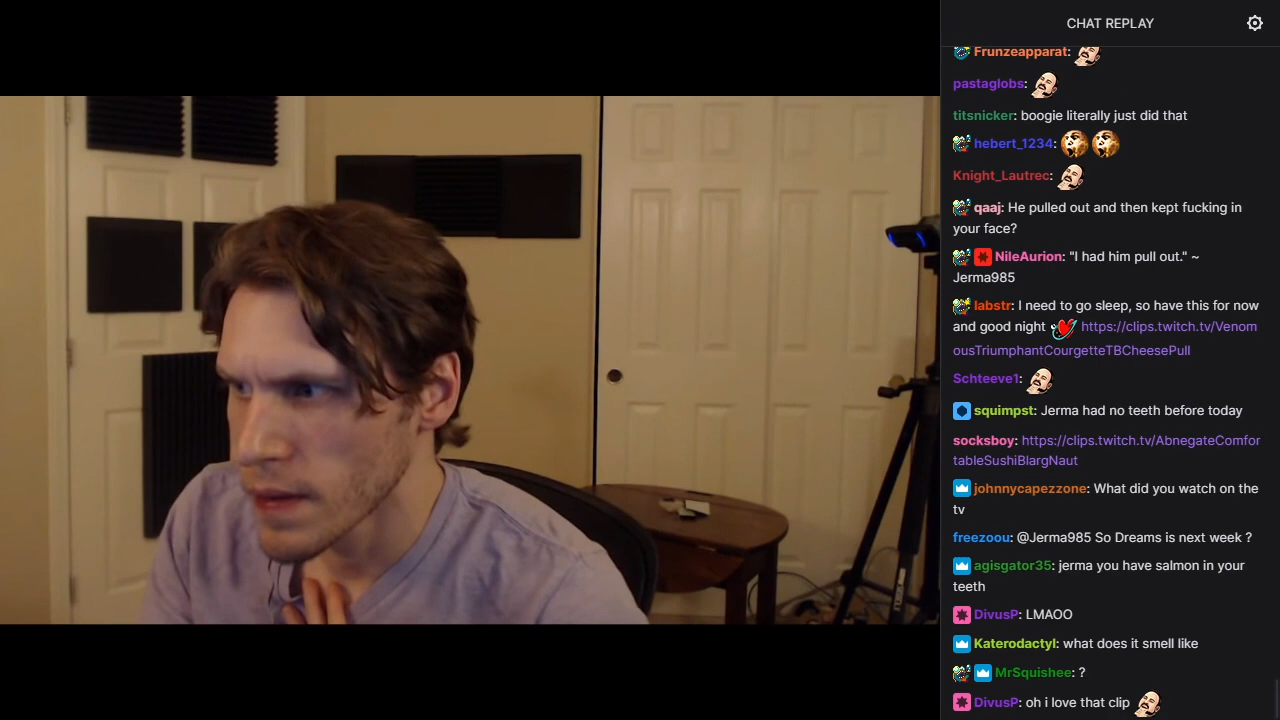 CHAT REPLAY
Frunzeapparat:
pastaglobs:
titsnicker: boogie literally just did that
hebert_1234:
Knight_Lautrec:
qaaj: He pulled out and then kept fucking in
your face?
NileAurion: "I had him pull out." ~
Jerma985
labstr: I need to go sleep, so have this for now
and good night https://clips.twitch.tv/Venom
ousTriumphantCourgetteTBCheesePull
Schteeve1:
squimpst: Jerma had no teeth before today
socksboy: https://clips.twitch.tv/AbnegateComfor
tableSushiBlargNaut
johnnycapezzone: What did you watch on the
tv
freezoou: @Jerma985 So Dreams is next week ?
agisgator35: jerma you have salmon in your
teeth
DivusP: LMAOO
Katerodactyl: what does it smell like
MrSquishee: ?
DivusP: oh i love that clip